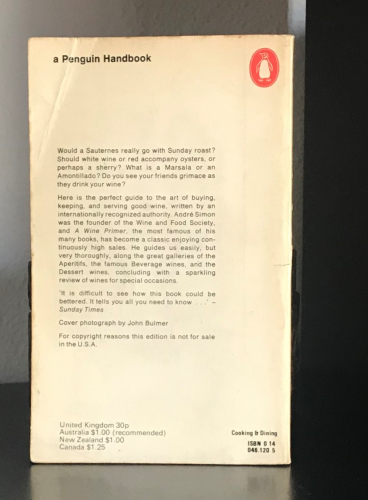 a Penguin Handbook
Would a Sauternes really go with Sunday roast?
Should white wine or red accompany oysters, or
perhaps a sherry? What is a Marsala or an
Amontillado? Do you see your friends grimace as
they drink your wine?
Here is the perfect guide to the art of buying,
keeping, and serving good wine, written by an
internationally recognized authority. André Simon
was the founder of the Wine and Food Society,
and A Wine Primer, the most famous of his
many books, has become a classic enjoying con-
tinuously high sales. He guides us easily, but
very thoroughly, along the great galleries of the
Aperitifs, the famous Beverage wines, and the
Dessert wines, concluding with a sparkling
review of wines for special occasions.
'It is difficult to see how this book could be
bettered. It tells you all you need to know . . .' –
Sunday Times
Cover photograph by John Bulmer
For copyright reasons this edition is not for sale
in the U.S.A.
United Kingdom 30p
Australia $1.00 (recommended)
New Zealand $1.00
Canada $1.25
Cooking & Dining
ISBN 0 14
046.120 5